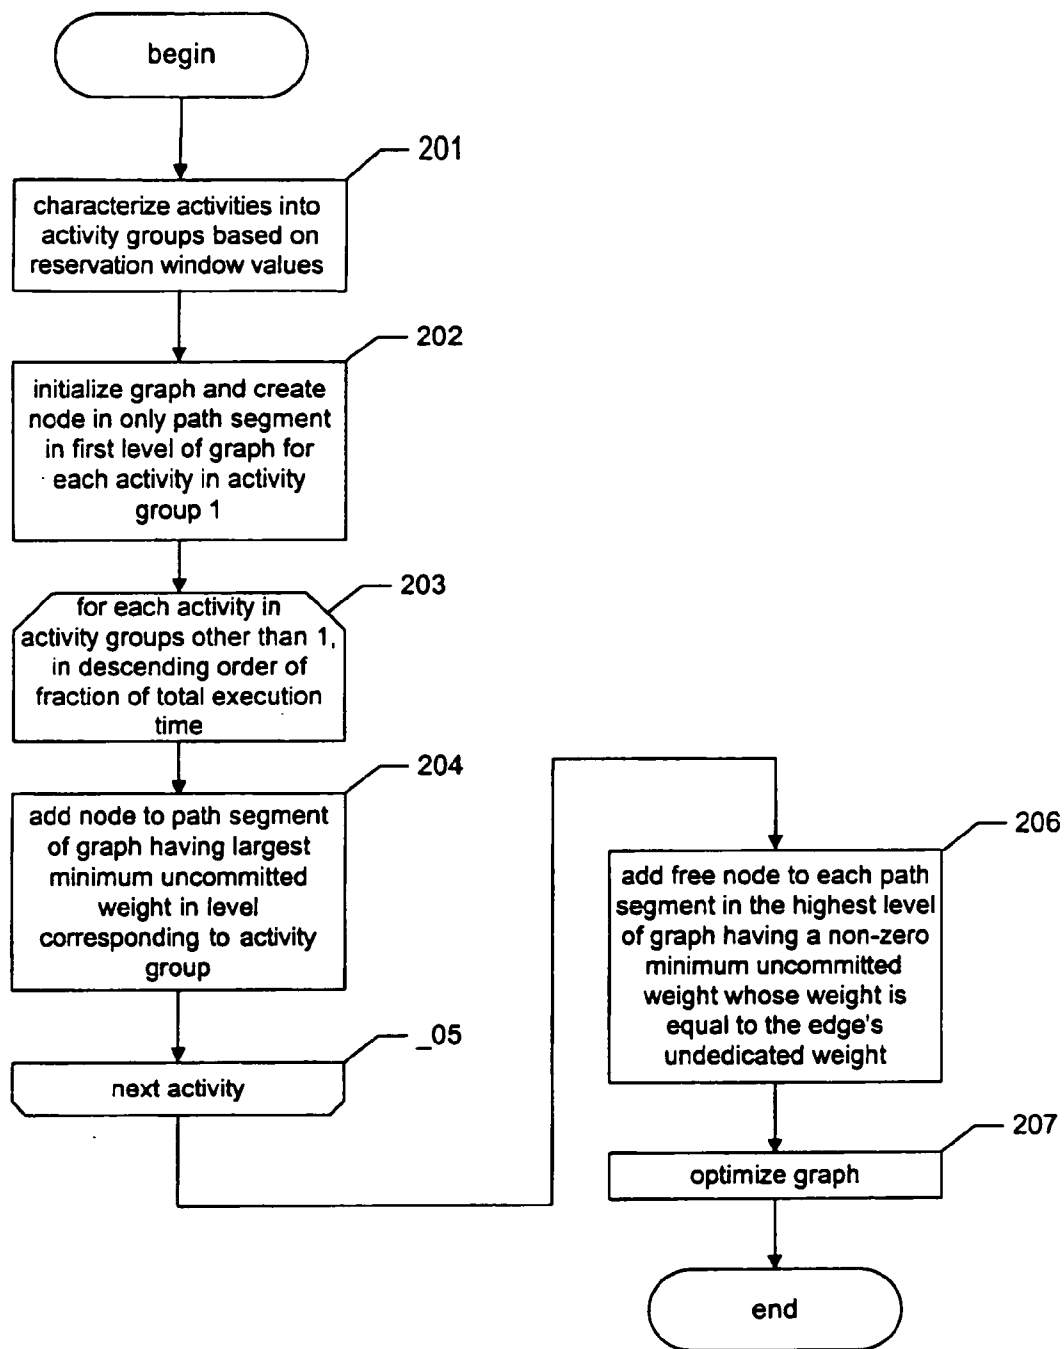 begin
201
characterize activities into
activity groups based on
reservation window values
202
initialize graph and create
node in only path segment
in first level of graph for
each activity in activity
group 1
203
for each activity in
activity groups other than 1,
in descending order of
fraction of total execution
time
204
add node to path segment
of graph having largest
minimum uncommitted
weight in level
corresponding to activity
group
_05
next activity
206
add free node to each path
segment in the highest level
of graph having a non-zero
minimum uncommitted
weight whose weight is
equal to the edge's
undedicated weight
207
optimize graph
end